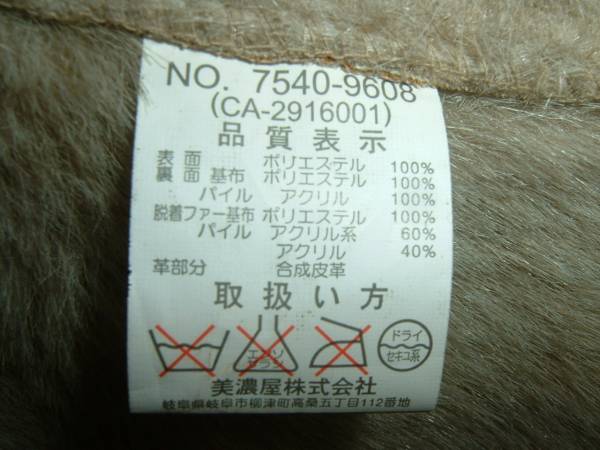 NO. 7540-9608
(CA-2916001)
品質表示
表面 ポリエステル 100%
裏面 基布 ポリエステル 100%
パイル アクリル 100%
脱着ファー基布 ポリエステル 100%
パイル アクリル系 60%
アクリル 40%
革部分 合成皮革
取扱い方
エンソ サラシ ドライ セキユ系
美濃屋株式会社
岐阜県岐阜市柳津町高桑五丁目112番地